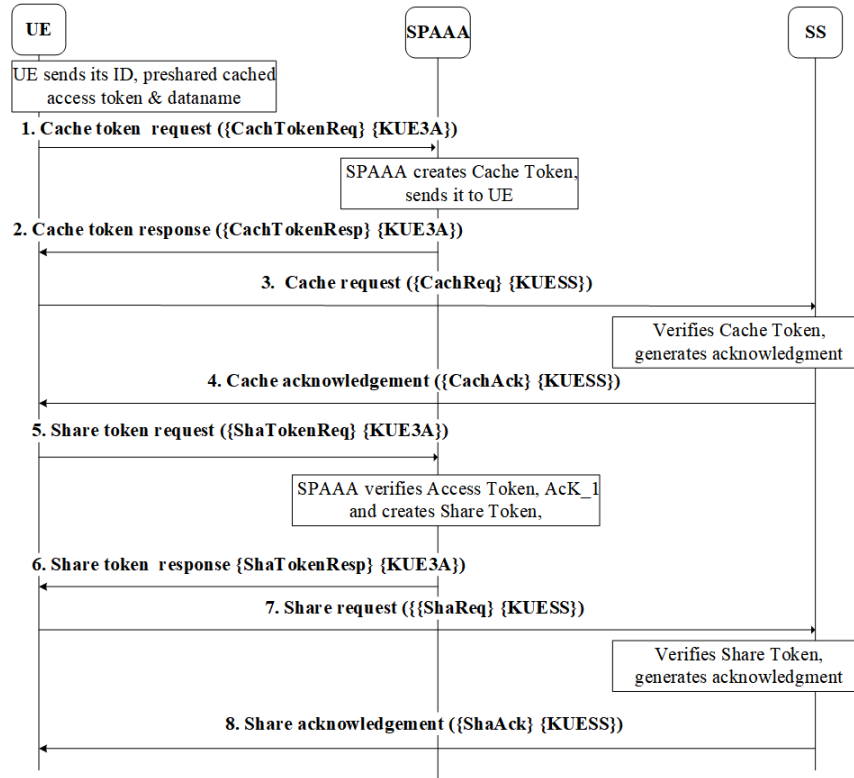 UE
SPAAA
SS
UE sends its ID, preshared cached
access token & dataname
1. Cache token request ({CachTokenReq} {KUE3A})
SPAAA creates Cache Token,
sends it to UE
2. Cache token response ({CachTokenResp} {KUE3A})
3. Cache request ({CachReq} {KUESS})
Verifies Cache Token,
generates acknowledgment
4. Cache acknowledgement ({CachAck} {KUESS})
5. Share token request ({ShaTokenReq} {KUE3A})
SPAAA verifies Access Token, AcK_1
and creates Share Token,
6. Share token response {ShaTokenResp} {KUE3A})
7. Share request ({{ShaReq} {KUESS})
Verifies Share Token,
generates acknowledgment
8. Share acknowledgement ({ShaAck} {KUESS})